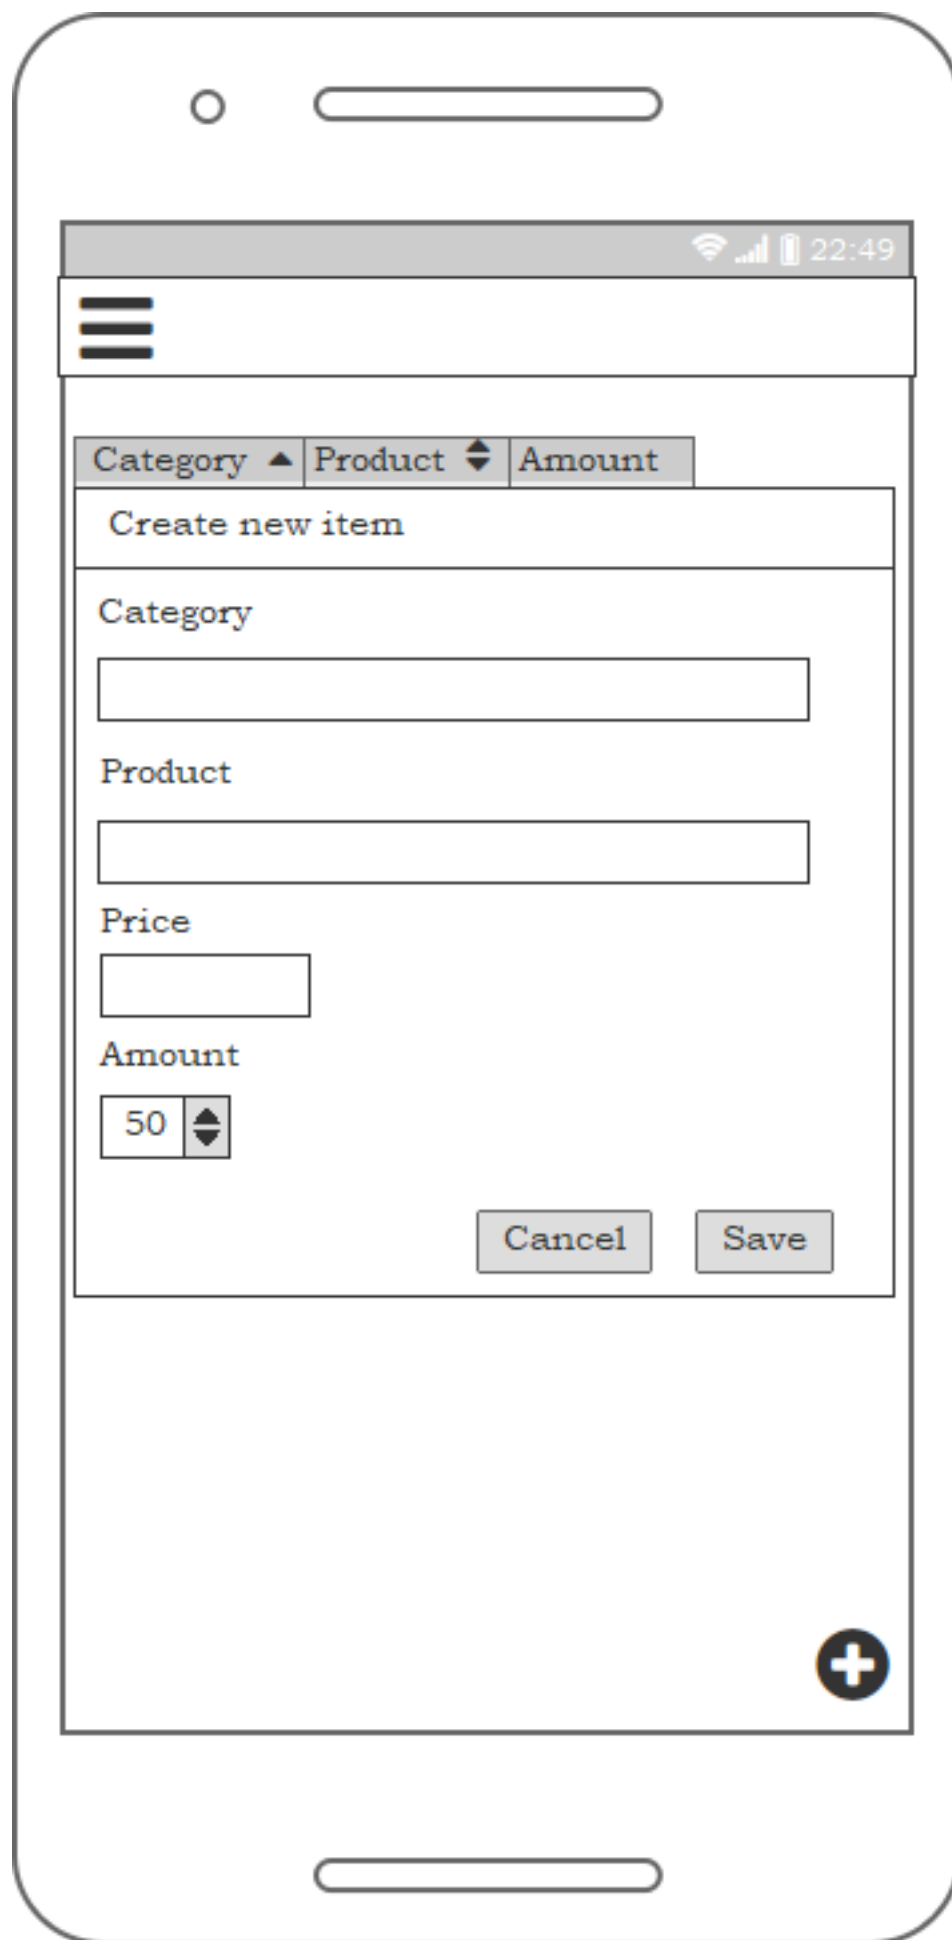 22:49
Category Product Amount
Create new item
Category
Product
Price
Amount
50
Cancel Save